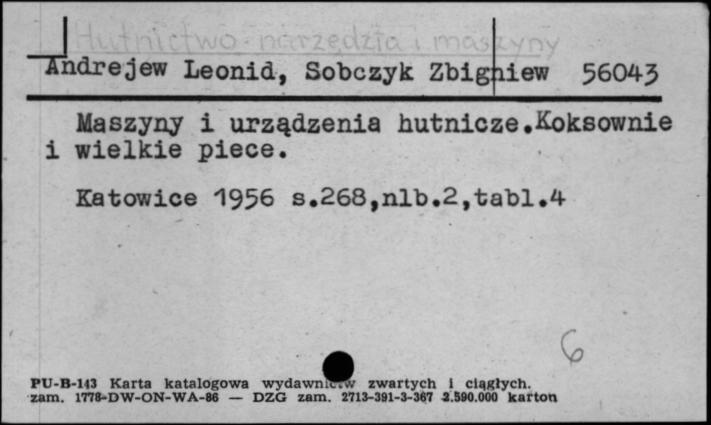 Hutnictwo - narzędzia i maszyny
Andrejew Leonid, Sobczyk Zbigniew 56043
Maszyny i urządzenia hutnicze.Koksownie
i wielkie piece.
Katowice 1956 s.268,nlb.2,tabl.4
6
PU-B-143 Karta katalogowa wydawnictw zwartych i ciągłych.
zam. 1778-DW-ON-WA-86 — DZG zam. 2713-391-3-367 2.590.000 karton